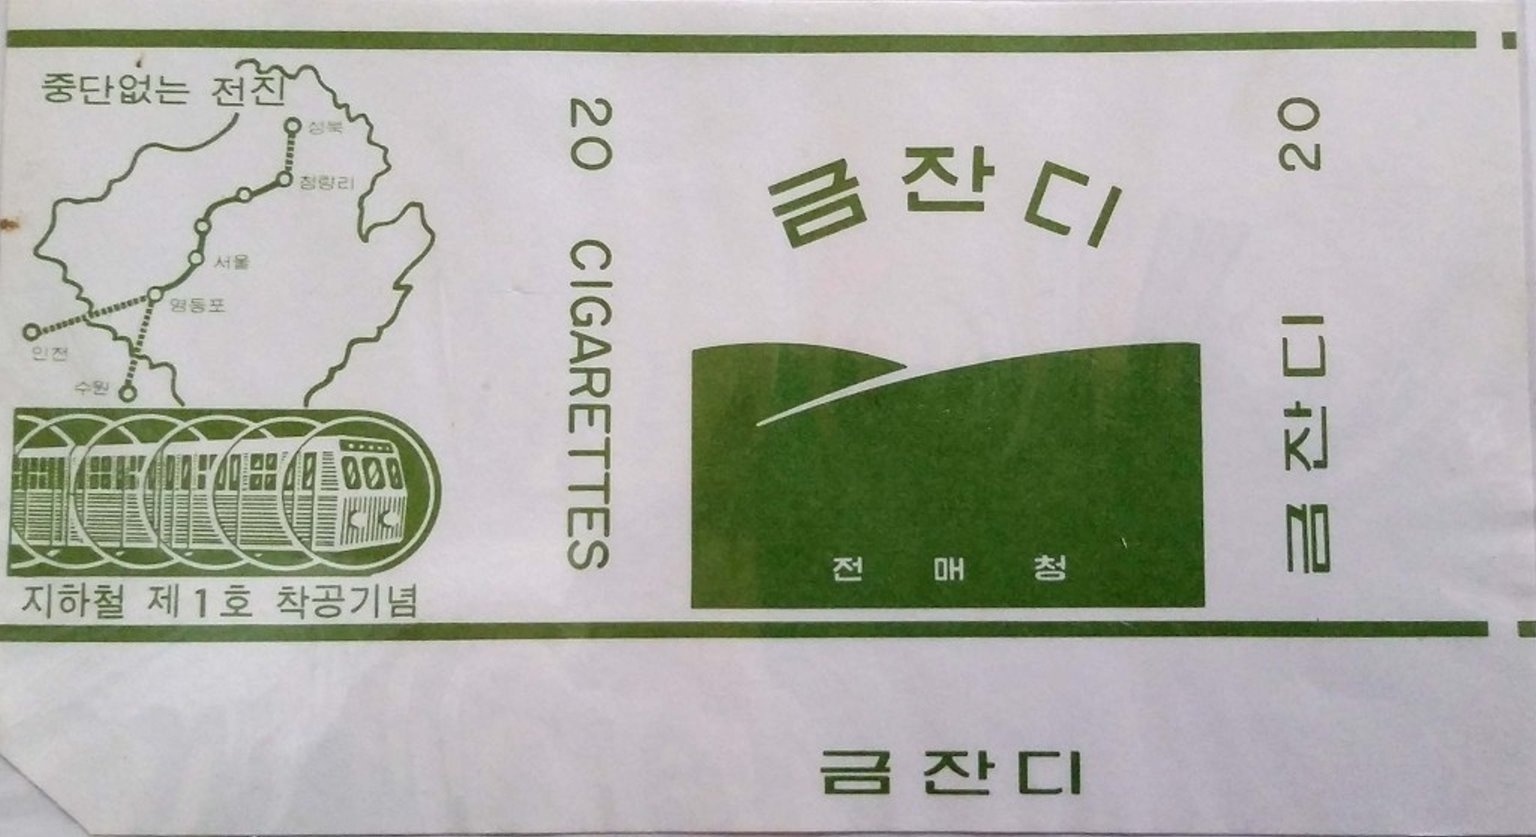 중단없는 전진
성북
청량리
서울
영등포
인천
수원
지하철 제1호 착공기념
20 CIGARETTES
금잔디
전매청
금잔디 20
금잔디